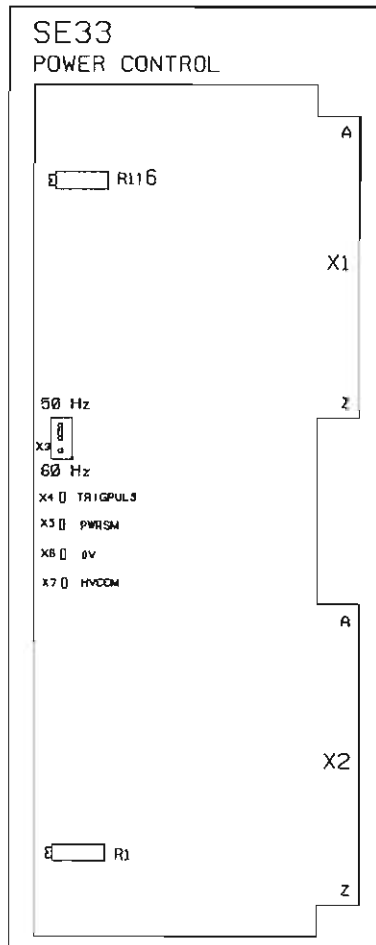 SE33
POWER CONTROL
A
R116
X1
50 Hz
Z
X3
60 Hz
X4 TRIGPULS
X5 PWRSM
X6 0V
X7 HVCOM
A
X2
R1
Z